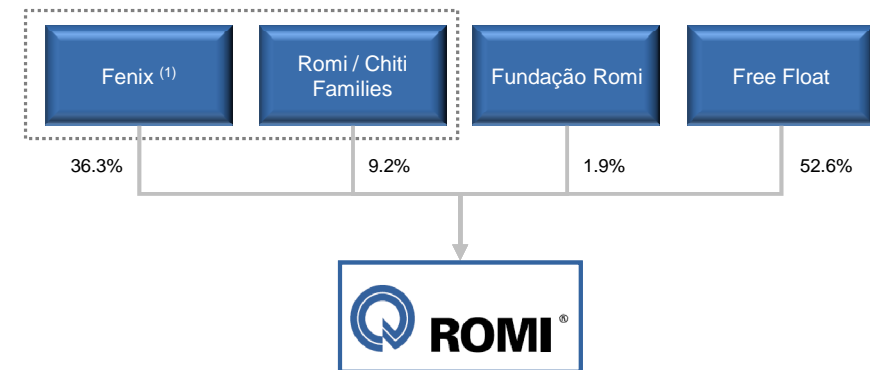 Fenix (1)
Romi / Chiti
Families
Fundação Romi
Free Float
36.3%
9.2%
1.9%
52.6%
ROMI®